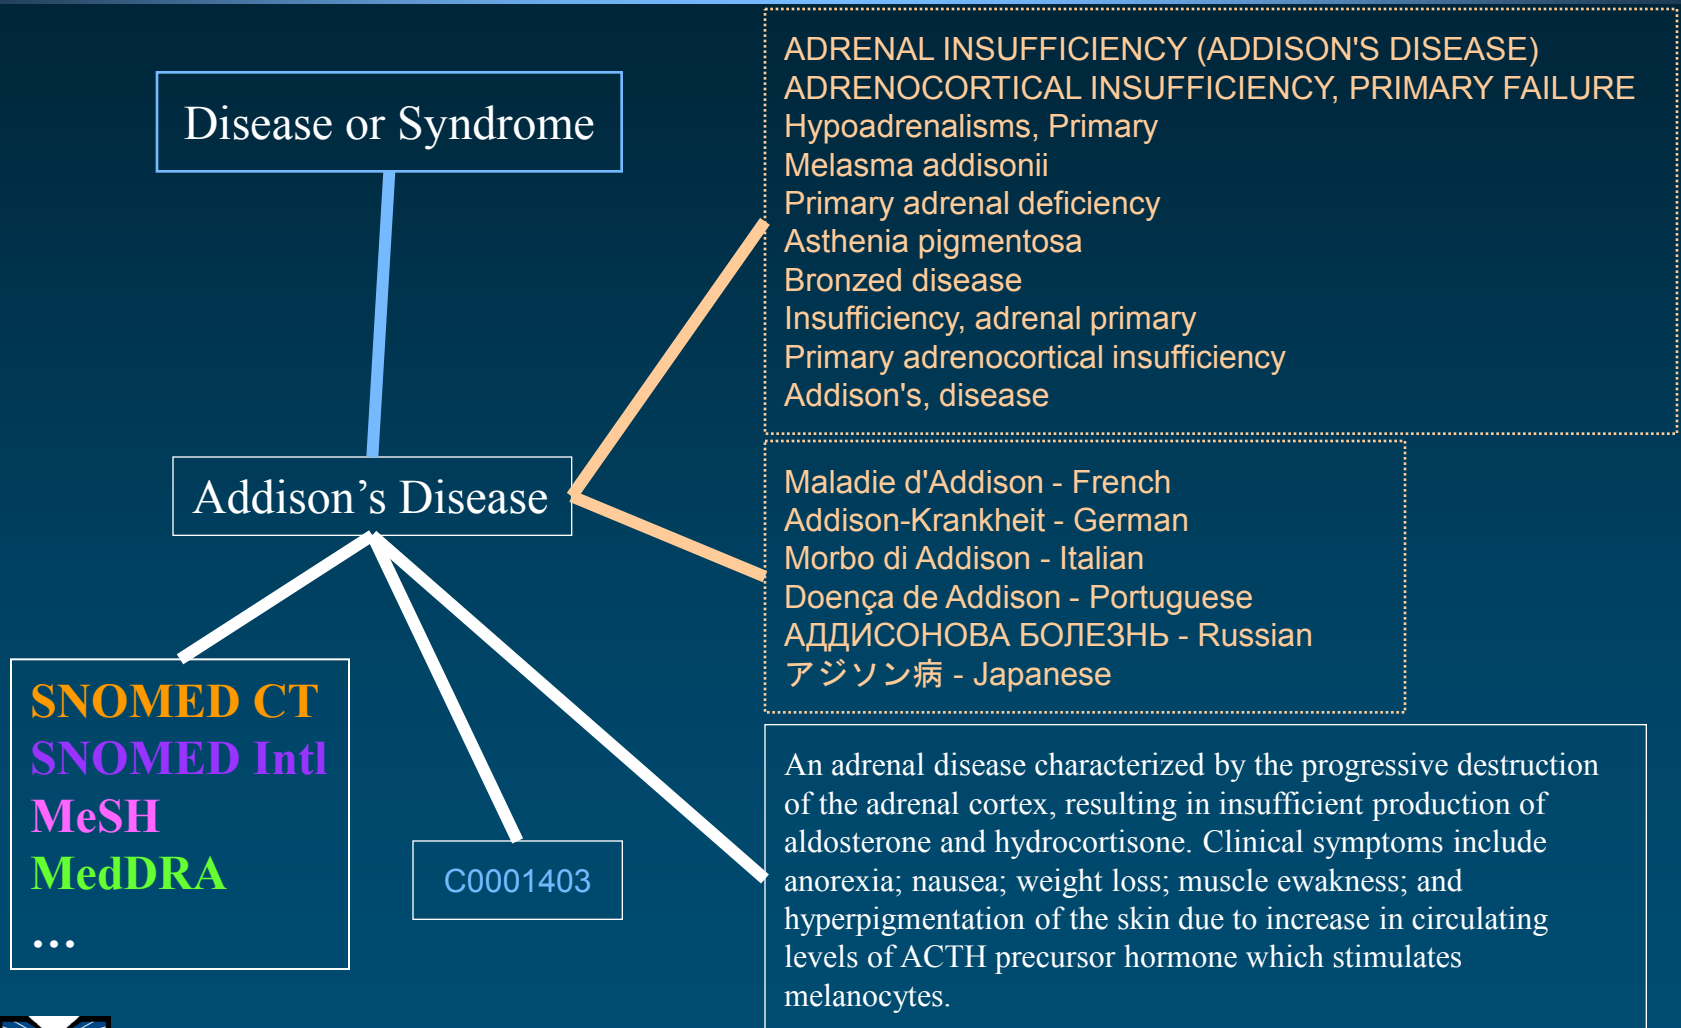 Disease or Syndrome
Addison’s Disease
SNOMED CT
SNOMED Intl
MeSH
MedDRA
…
C0001403
ADRENAL INSUFFICIENCY (ADDISON'S DISEASE)
ADRENOCORTICAL INSUFFICIENCY, PRIMARY FAILURE
Hypoadrenalisms, Primary
Melasma addisonii
Primary adrenal deficiency
Asthenia pigmentosa
Bronzed disease
Insufficiency, adrenal primary
Primary adrenocortical insufficiency
Addison's, disease
Maladie d'Addison - French
Addison-Krankheit - German
Morbo di Addison - Italian
Doença de Addison - Portuguese
АДДИСОНОВА БОЛЕЗНЬ - Russian
アジソン病 - Japanese
An adrenal disease characterized by the progressive destruction
of the adrenal cortex, resulting in insufficient production of
aldosterone and hydrocortisone. Clinical symptoms include
anorexia; nausea; weight loss; muscle ewakness; and
hyperpigmentation of the skin due to increase in circulating
levels of ACTH precursor hormone which stimulates
melanocytes.